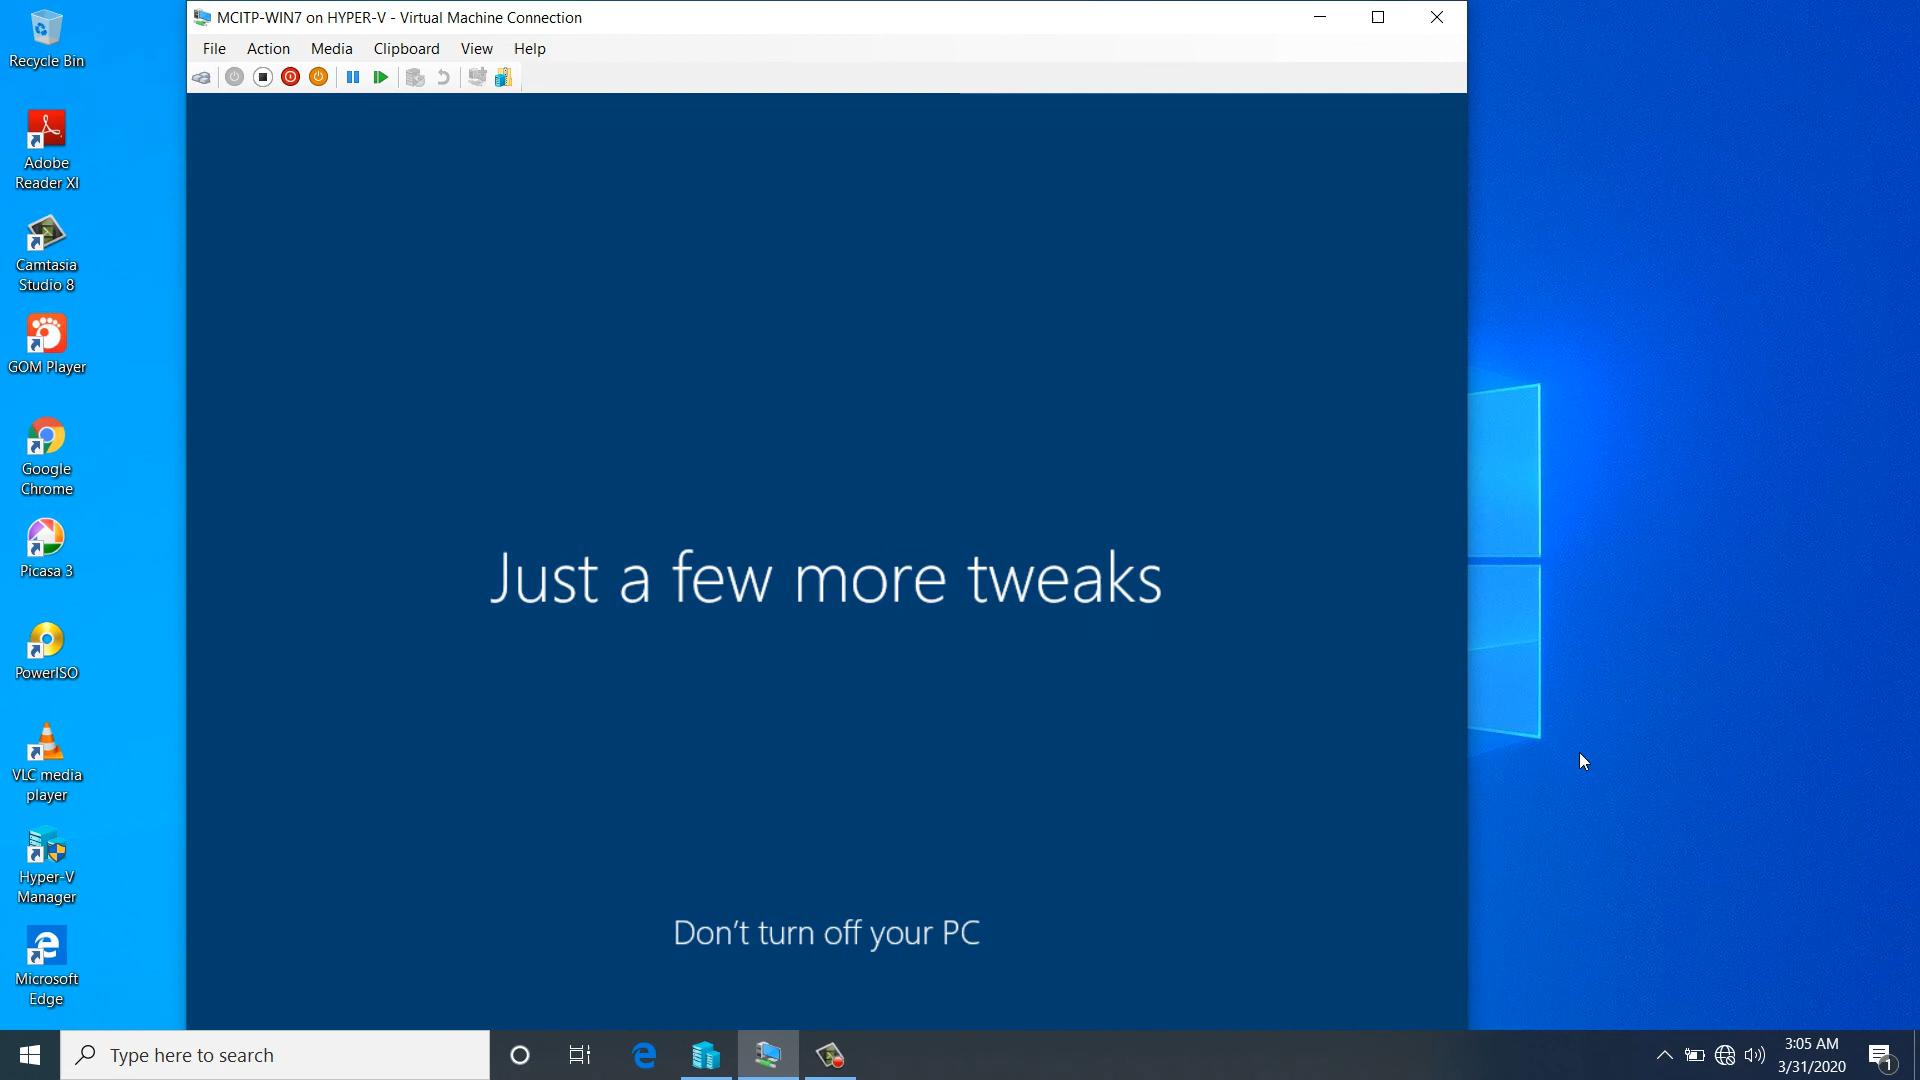 MCITP-WIN7 on HYPER-V - Virtual Machine Connection
File Action Media Clipboard View Help
Recycle Bin
Adobe
Reader XI
Camtasia
Studio 8
GOM Player
Google
Chrome
Picasa 3
PowerISO
VLC media
player
Hyper-V
Manager
Microsoft
Edge
Just a few more tweaks
Don't turn off your PC
Type here to search
3:05 AM
3/31/2020
1